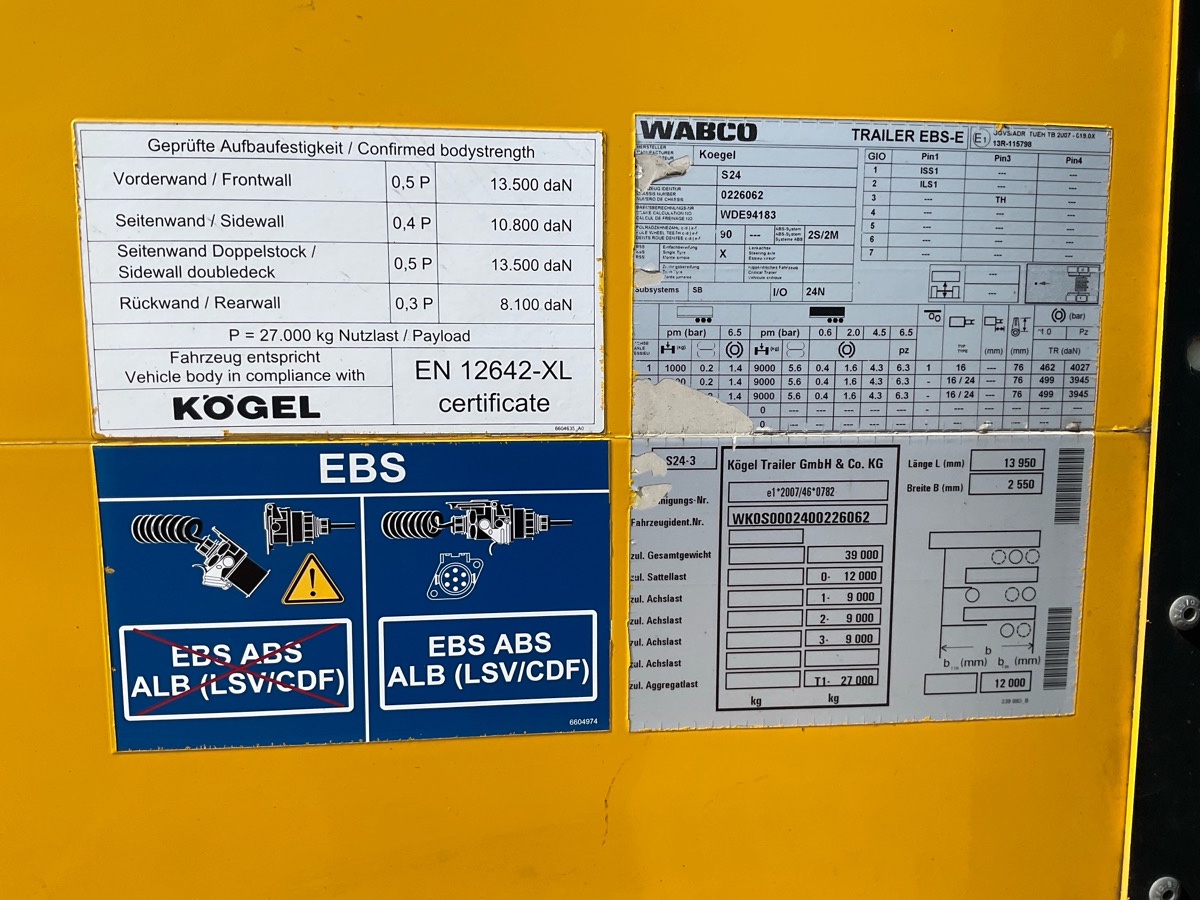 Geprüfte Aufbaufestigkeit / Confirmed bodystrength
Vorderwand / Frontwall 0,5 P 13.500 daN
Seitenwand / Sidewall 0,4 P 10.800 daN
Seitenwand Doppelstock /
Sidewall doubledeck 0,5 P 13.500 daN
Rückwand / Rearwall 0,3 P 8.100 daN
P = 27.000 kg Nutzlast / Payload
Fahrzeug entspricht
Vehicle body in compliance with
KÖGEL
EN 12642-XL
certificate
WABCO TRAILER EBS-E E1
13R-115798
Koegel
S24
0226062
WDE94183
90 --- 2S/2M
X
Subsystems SB I/O 24N
GIO Pin1 Pin3 Pin4
1 ISS1 --- ---
2 ILS1 --- ---
3 --- TH ---
4 --- --- ---
5 --- --- ---
6 --- --- ---
7 --- --- ---
---
---
pm (bar) 6.5 pm (bar) 0.6 2.0 4.5 6.5 (bar)
pz (mm) (mm) TR (daN) Pz
1 1000 0.2 1.4 9000 5.6 0.4 1.6 4.3 6.3 1 16 --- 76 462 4027
0.2 1.4 9000 5.6 0.4 1.6 4.3 6.3 - 16 / 24 --- 76 499 3945
1.4 9000 5.6 0.4 1.6 4.3 6.3 - 16 / 24 --- 76 499 3945
0 --- --- --- --- --- - --- --- --- --- ---
0 --- --- --- --- --- - --- --- --- --- ---
EBS
EBS ABS
ALB (LSV/CDF)
EBS ABS
ALB (LSV/CDF)
6604974
S24-3
Kögel Trailer GmbH & Co. KG
e1*2007/46*0782
Fahrzeugident.Nr. WK0S0002400226062
zul. Gesamtgewicht 39 000
zul. Sattellast 0- 12 000
zul. Achslast 1- 9 000
zul. Achslast 2- 9 000
zul. Achslast 3- 9 000
zul. Achslast
zul. Aggregatlast T1- 27 000
kg kg
Länge L (mm) 13 950
Breite B (mm) 2 550
b
(mm) (mm)
12 000